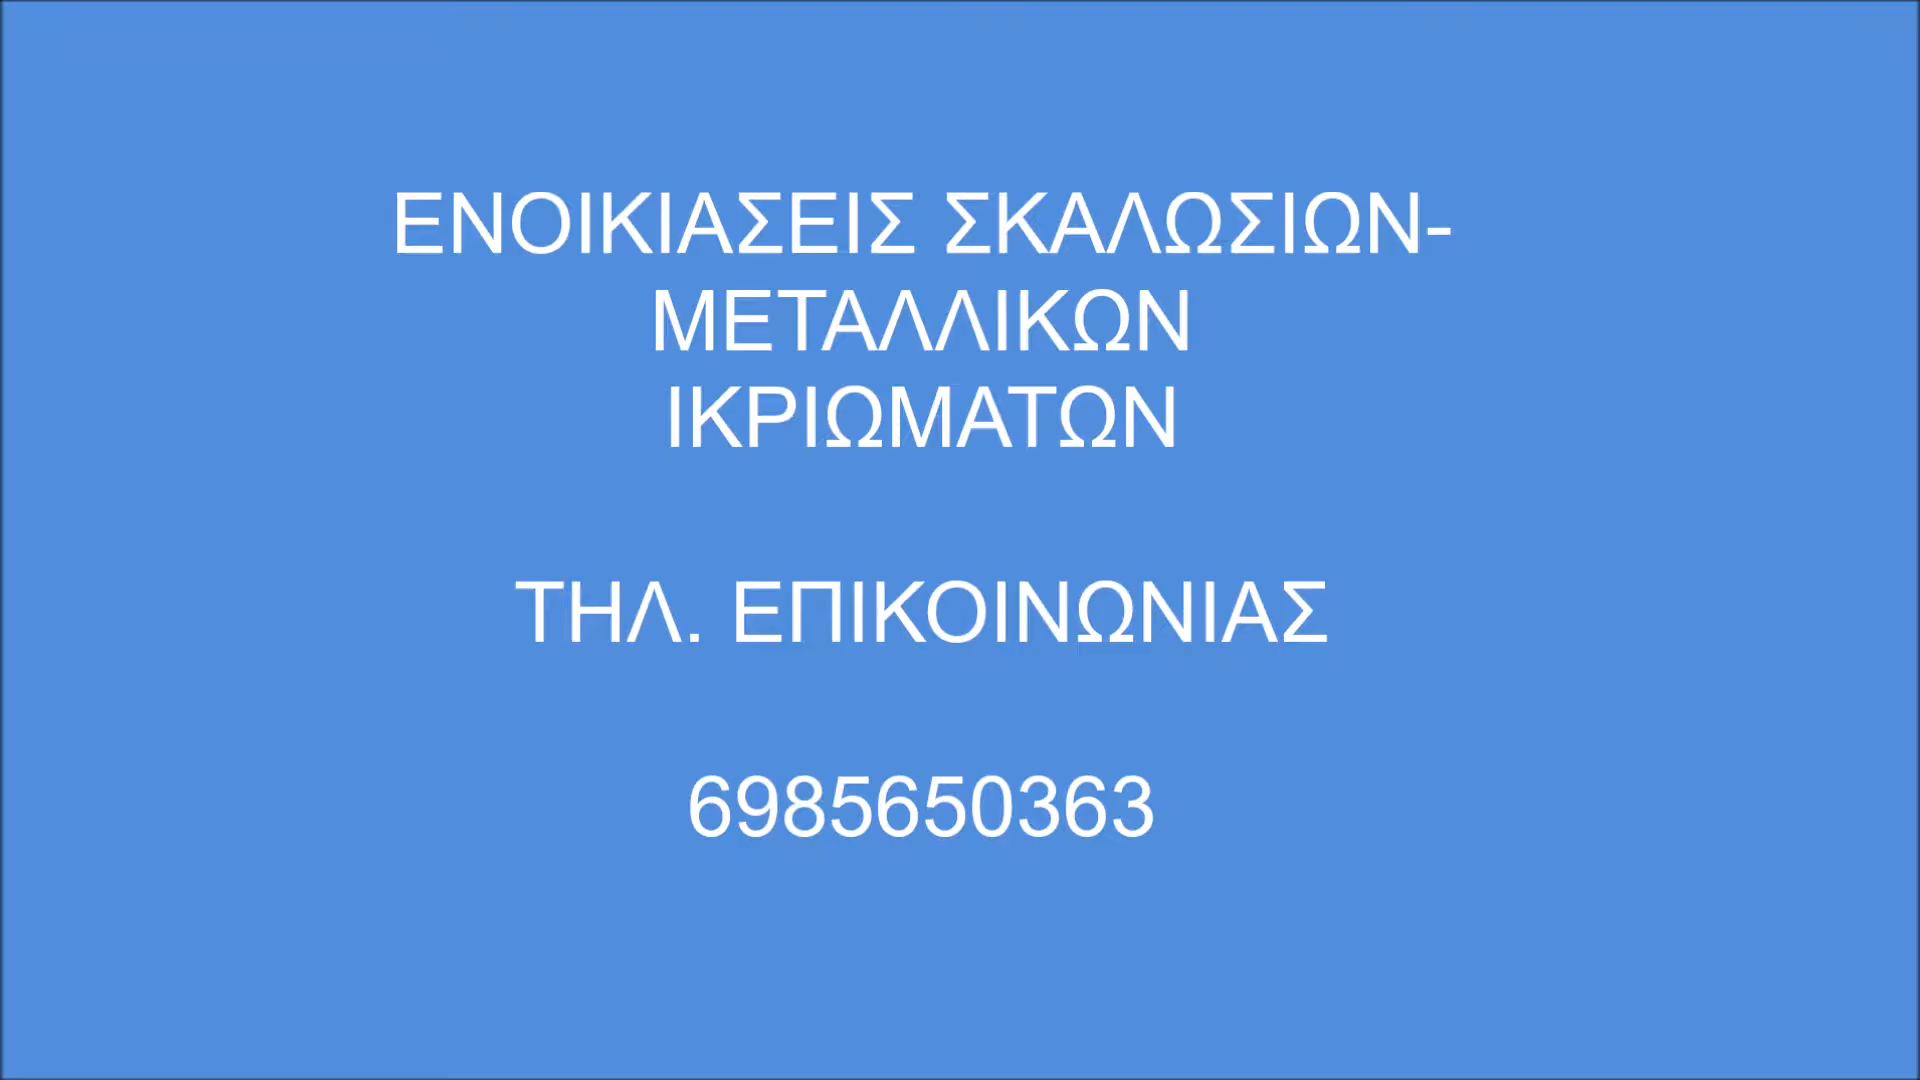 ΕΝΟΙΚΙΑΣΕΙΣ ΣΚΑΛΩΣΙΩΝ-
ΜΕΤΑΛΛΙΚΩΝ
ΙΚΡΙΩΜΑΤΩΝ
ΤΗΛ. ΕΠΙΚΟΙΝΩΝΙΑΣ
6985650363